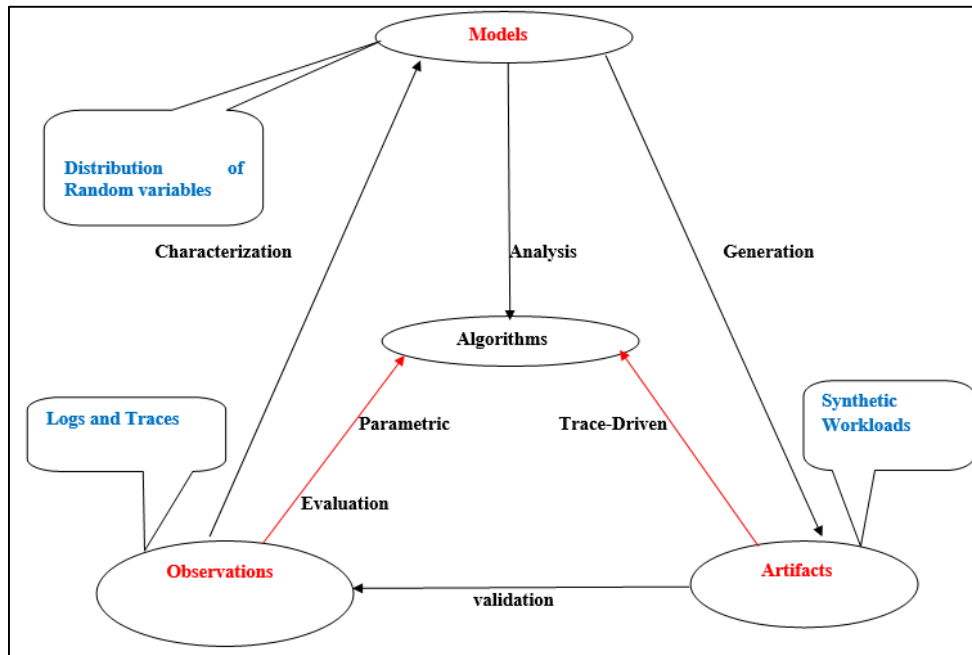 Models
Distribution of
Random variables
Characterization
Analysis
Generation
Algorithms
Logs and Traces
Parametric
Trace-Driven
Synthetic
Workloads
Evaluation
Observations
Artifacts
validation